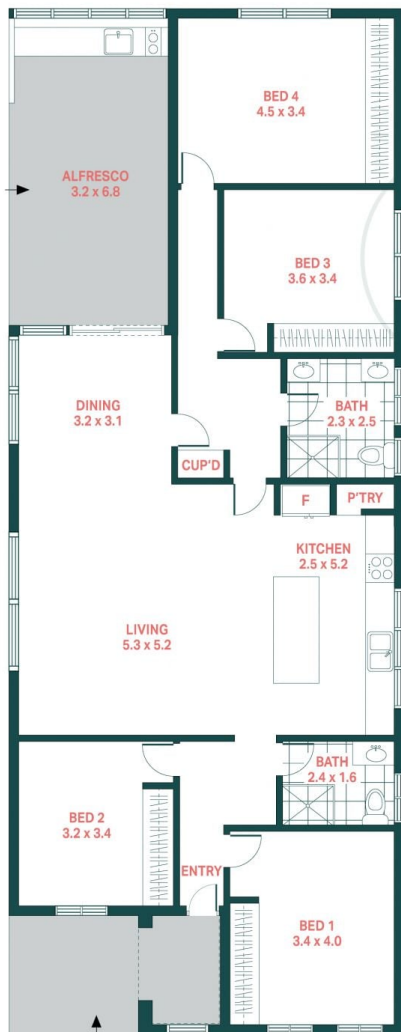 BED 4
4.5 x 3.4
ALFRESCO
3.2 x 6.8
BED 3
3.6 x 3.4
DINING
3.2 x 3.1
BATH
2.3 x 2.5
CUP'D
F
P'TRY
KITCHEN
2.5 x 5.2
LIVING
5.3 x 5.2
BATH
2.4 x 1.6
BED 2
3.2 x 3.4
ENTRY
BED 1
3.4 x 4.0